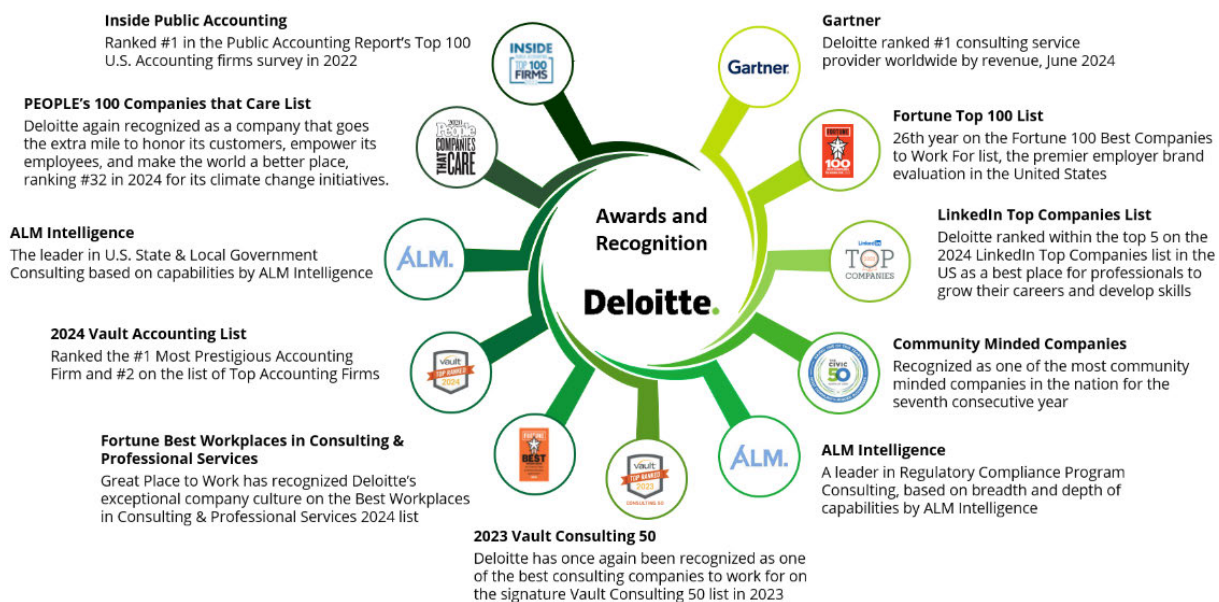 Inside Public Accounting
Ranked #1 in the Public Accounting Report's Top 100
U.S. Accounting firms survey in 2022
INSIDE
TOP 100
FIRMS
Gartner
Gartner
Deloitte ranked #1 consulting service
provider worldwide by revenue, June 2024
PEOPLE's 100 Companies that Care List
Deloitte again recognized as a company that goes
the extra mile to honor its customers, empower its
employees, and make the world a better place,
ranking #32 in 2024 for its climate change initiatives.
People
COMPANIES
THAT CARE
FORTUNE
100
Fortune Top 100 List
26th year on the Fortune 100 Best Companies
to Work For list, the premier employer brand
evaluation in the United States
Awards and
Recognition
Deloitte.
ALM Intelligence
The leader in U.S. State & Local Government
Consulting based on capabilities by ALM Intelligence
ALM.
LinkedIn
TOP
COMPANIES
LinkedIn Top Companies List
Deloitte ranked within the top 5 on the
2024 LinkedIn Top Companies list in the
US as a best place for professionals to
grow their careers and develop skills
2024 Vault Accounting List
Ranked the #1 Most Prestigious Accounting
Firm and #2 on the list of Top Accounting Firms
vault
TOP RANKED
2024
CIVIC
50
Community Minded Companies
Recognized as one of the most community
minded companies in the nation for the
seventh consecutive year
Fortune Best Workplaces in Consulting &
Professional Services
Great Place to Work has recognized Deloitte's
exceptional company culture on the Best Workplaces
in Consulting & Professional Services 2024 list
FORTUNE
BEST
vault
TOP RANKED
2023
CONSULTING 50
ALM.
ALM Intelligence
A leader in Regulatory Compliance Program
Consulting, based on breadth and depth of
capabilities by ALM Intelligence
2023 Vault Consulting 50
Deloitte has once again been recognized as one
of the best consulting companies to work for on
the signature Vault Consulting 50 list in 2023